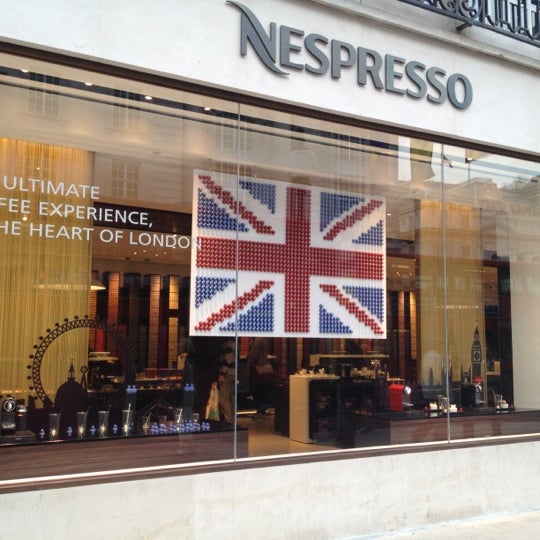 NESPRESSO
ULTIMATE
FEE EXPERIENCE,
HE HEART OF LONDON